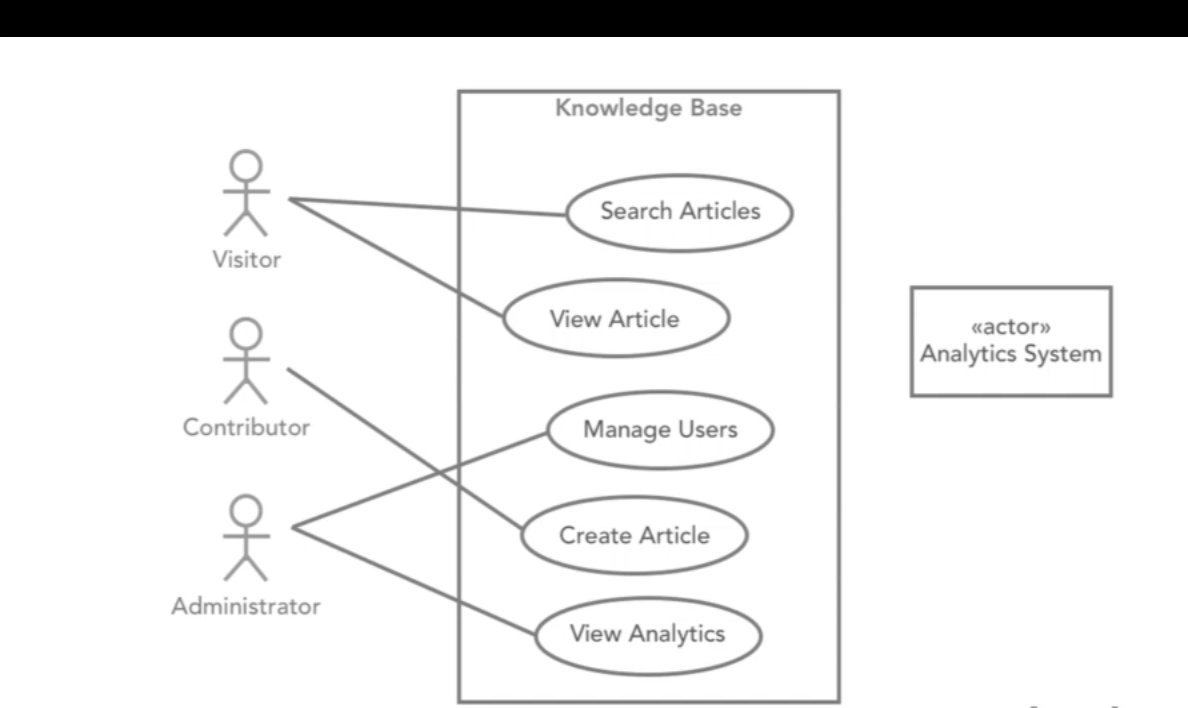 Knowledge Base
Search Articles
Visitor
View Article
«actor»
Analytics System
Contributor
Manage Users
Create Article
Administrator
View Analytics